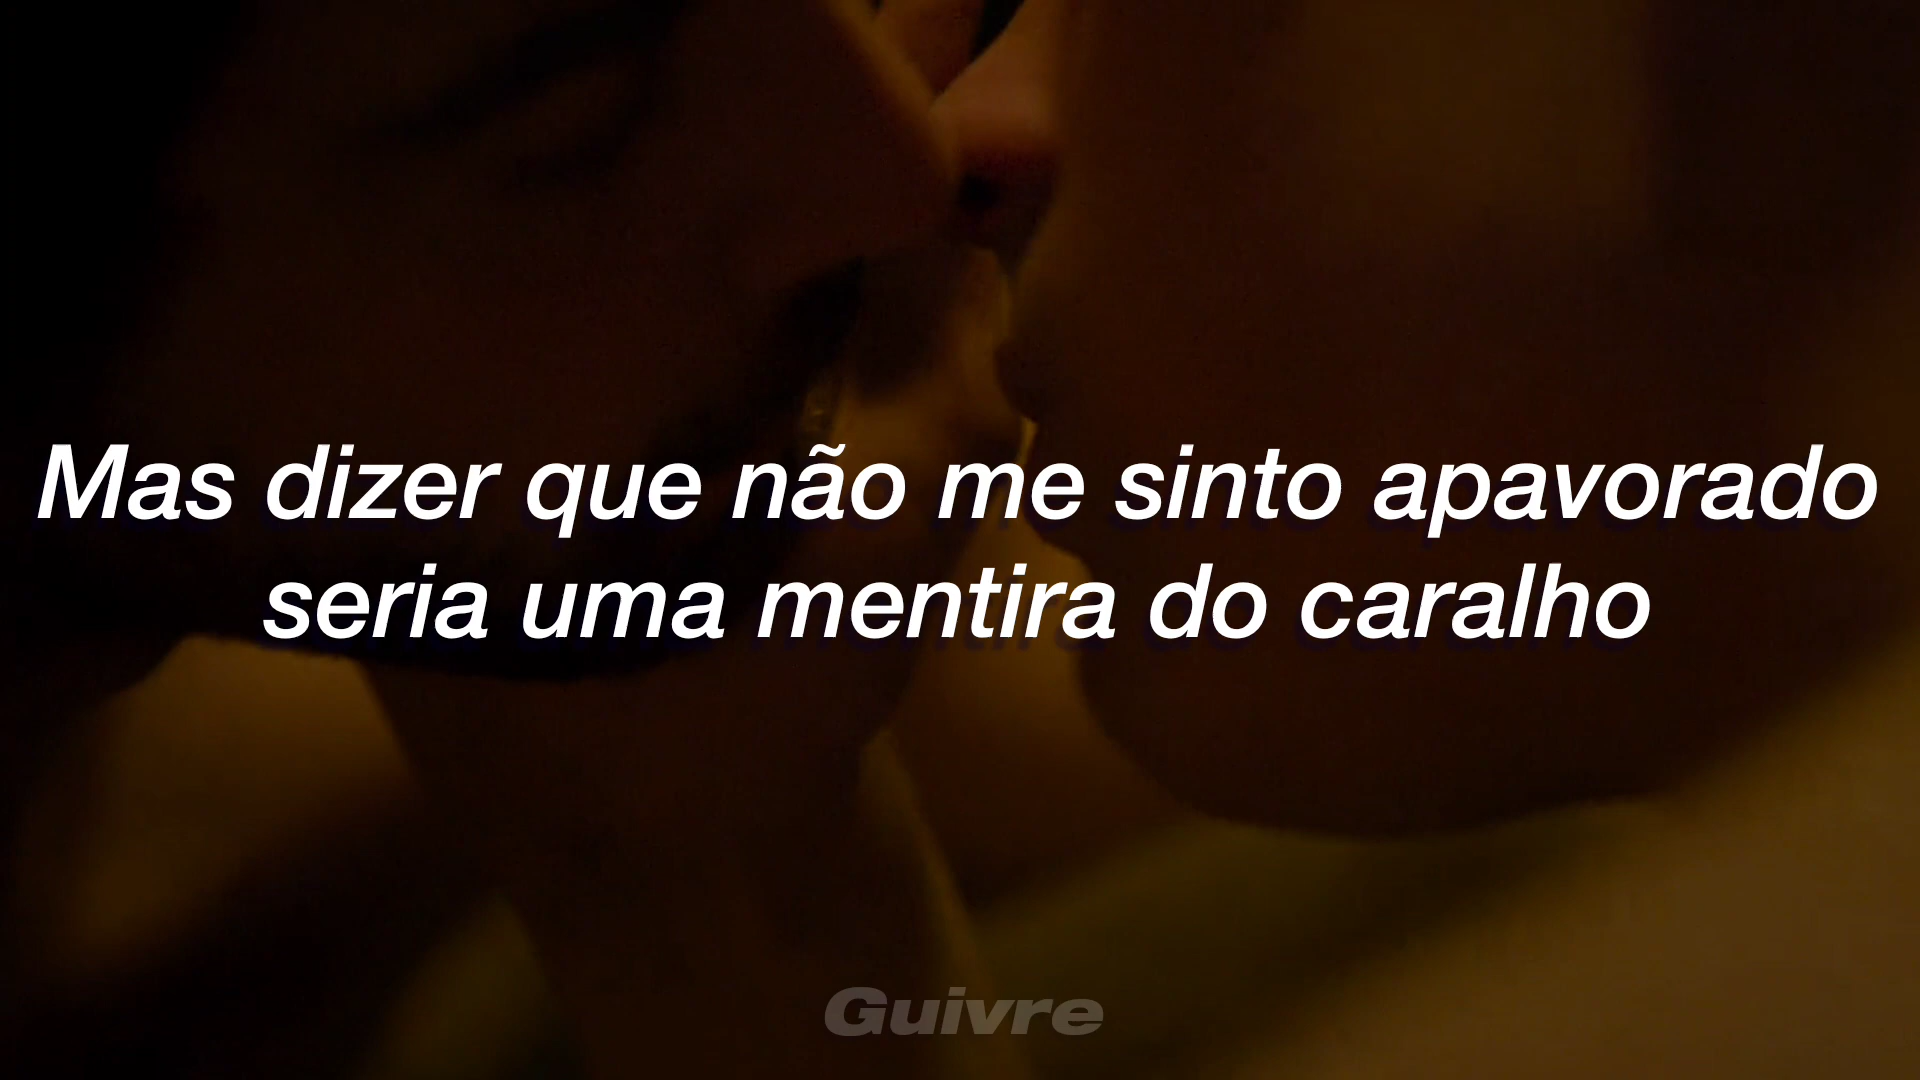 Mas dizer que não me sinto apavorado
seria uma mentira do caralho
Guivre